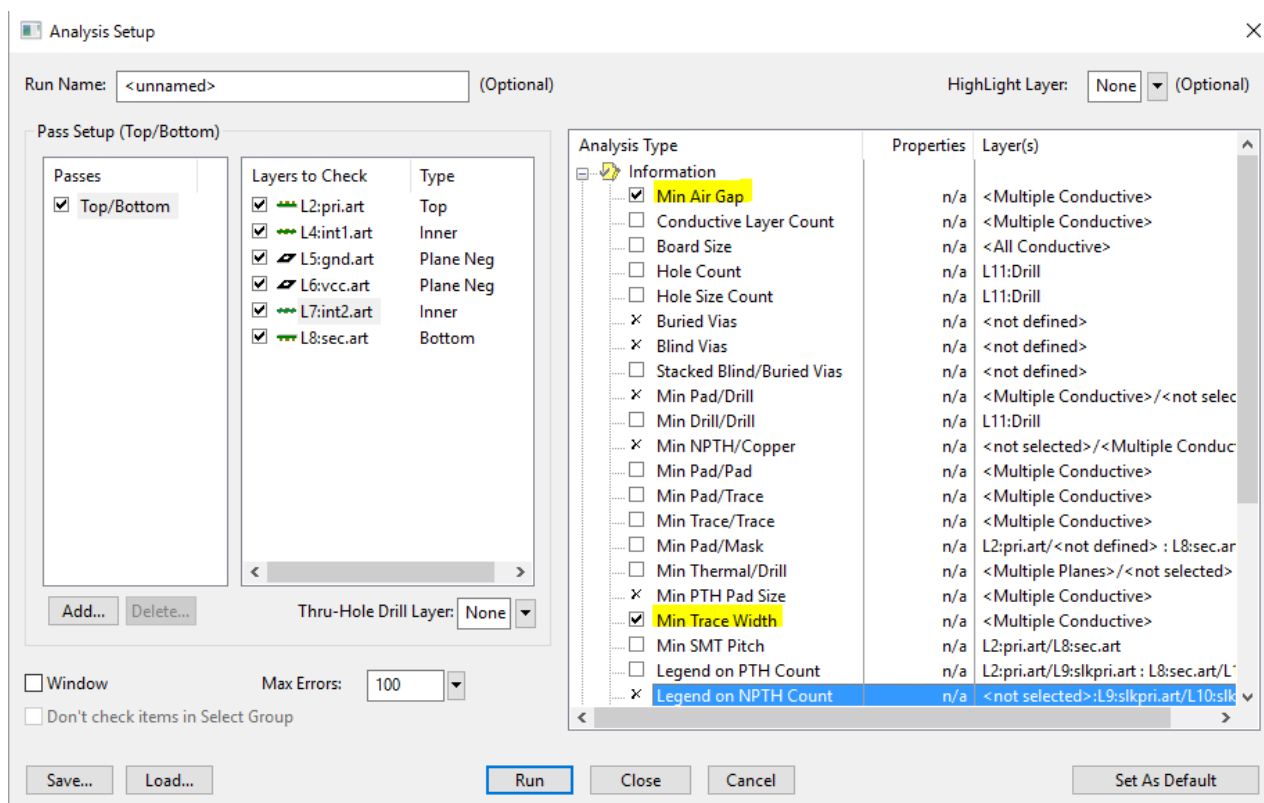 Analysis Setup
Run Name: <unnamed> (Optional) HighLight Layer: None (Optional)
Pass Setup (Top/Bottom)
Passes
Top/Bottom
Layers to Check Type
L2:pri.art Top
L4:int1.art Inner
L5:gnd.art Plane Neg
L6:vcc.art Plane Neg
L7:int2.art Inner
L8:sec.art Bottom
Add... Delete... Thru-Hole Drill Layer: None
Window Max Errors: 100
Don't check items in Select Group
Analysis Type Properties Layer(s)
Information
Min Air Gap n/a <Multiple Conductive>
Conductive Layer Count n/a <Multiple Conductive>
Board Size n/a <All Conductive>
Hole Count n/a L11:Drill
Hole Size Count n/a L11:Drill
Buried Vias n/a <not defined>
Blind Vias n/a <not defined>
Stacked Blind/Buried Vias n/a <not defined>
Min Pad/Drill n/a <Multiple Conductive>/<not selec
Min Drill/Drill n/a L11:Drill
Min NPTH/Copper n/a <not selected>/<Multiple Conduc
Min Pad/Pad n/a <Multiple Conductive>
Min Pad/Trace n/a <Multiple Conductive>
Min Trace/Trace n/a <Multiple Conductive>
Min Pad/Mask n/a L2:pri.art/<not defined> : L8:sec.ar
Min Thermal/Drill n/a <Multiple Planes>/<not selected>
Min PTH Pad Size n/a <Multiple Conductive>
Min Trace Width n/a <Multiple Conductive>
Min SMT Pitch n/a L2:pri.art/L8:sec.art
Legend on PTH Count n/a L2:pri.art/L9:slkpri.art : L8:sec.art/L
Legend on NPTH Count n/a <not selected>:L9:slkpri.art/L10:slk
Save... Load... Run Close Cancel Set As Default